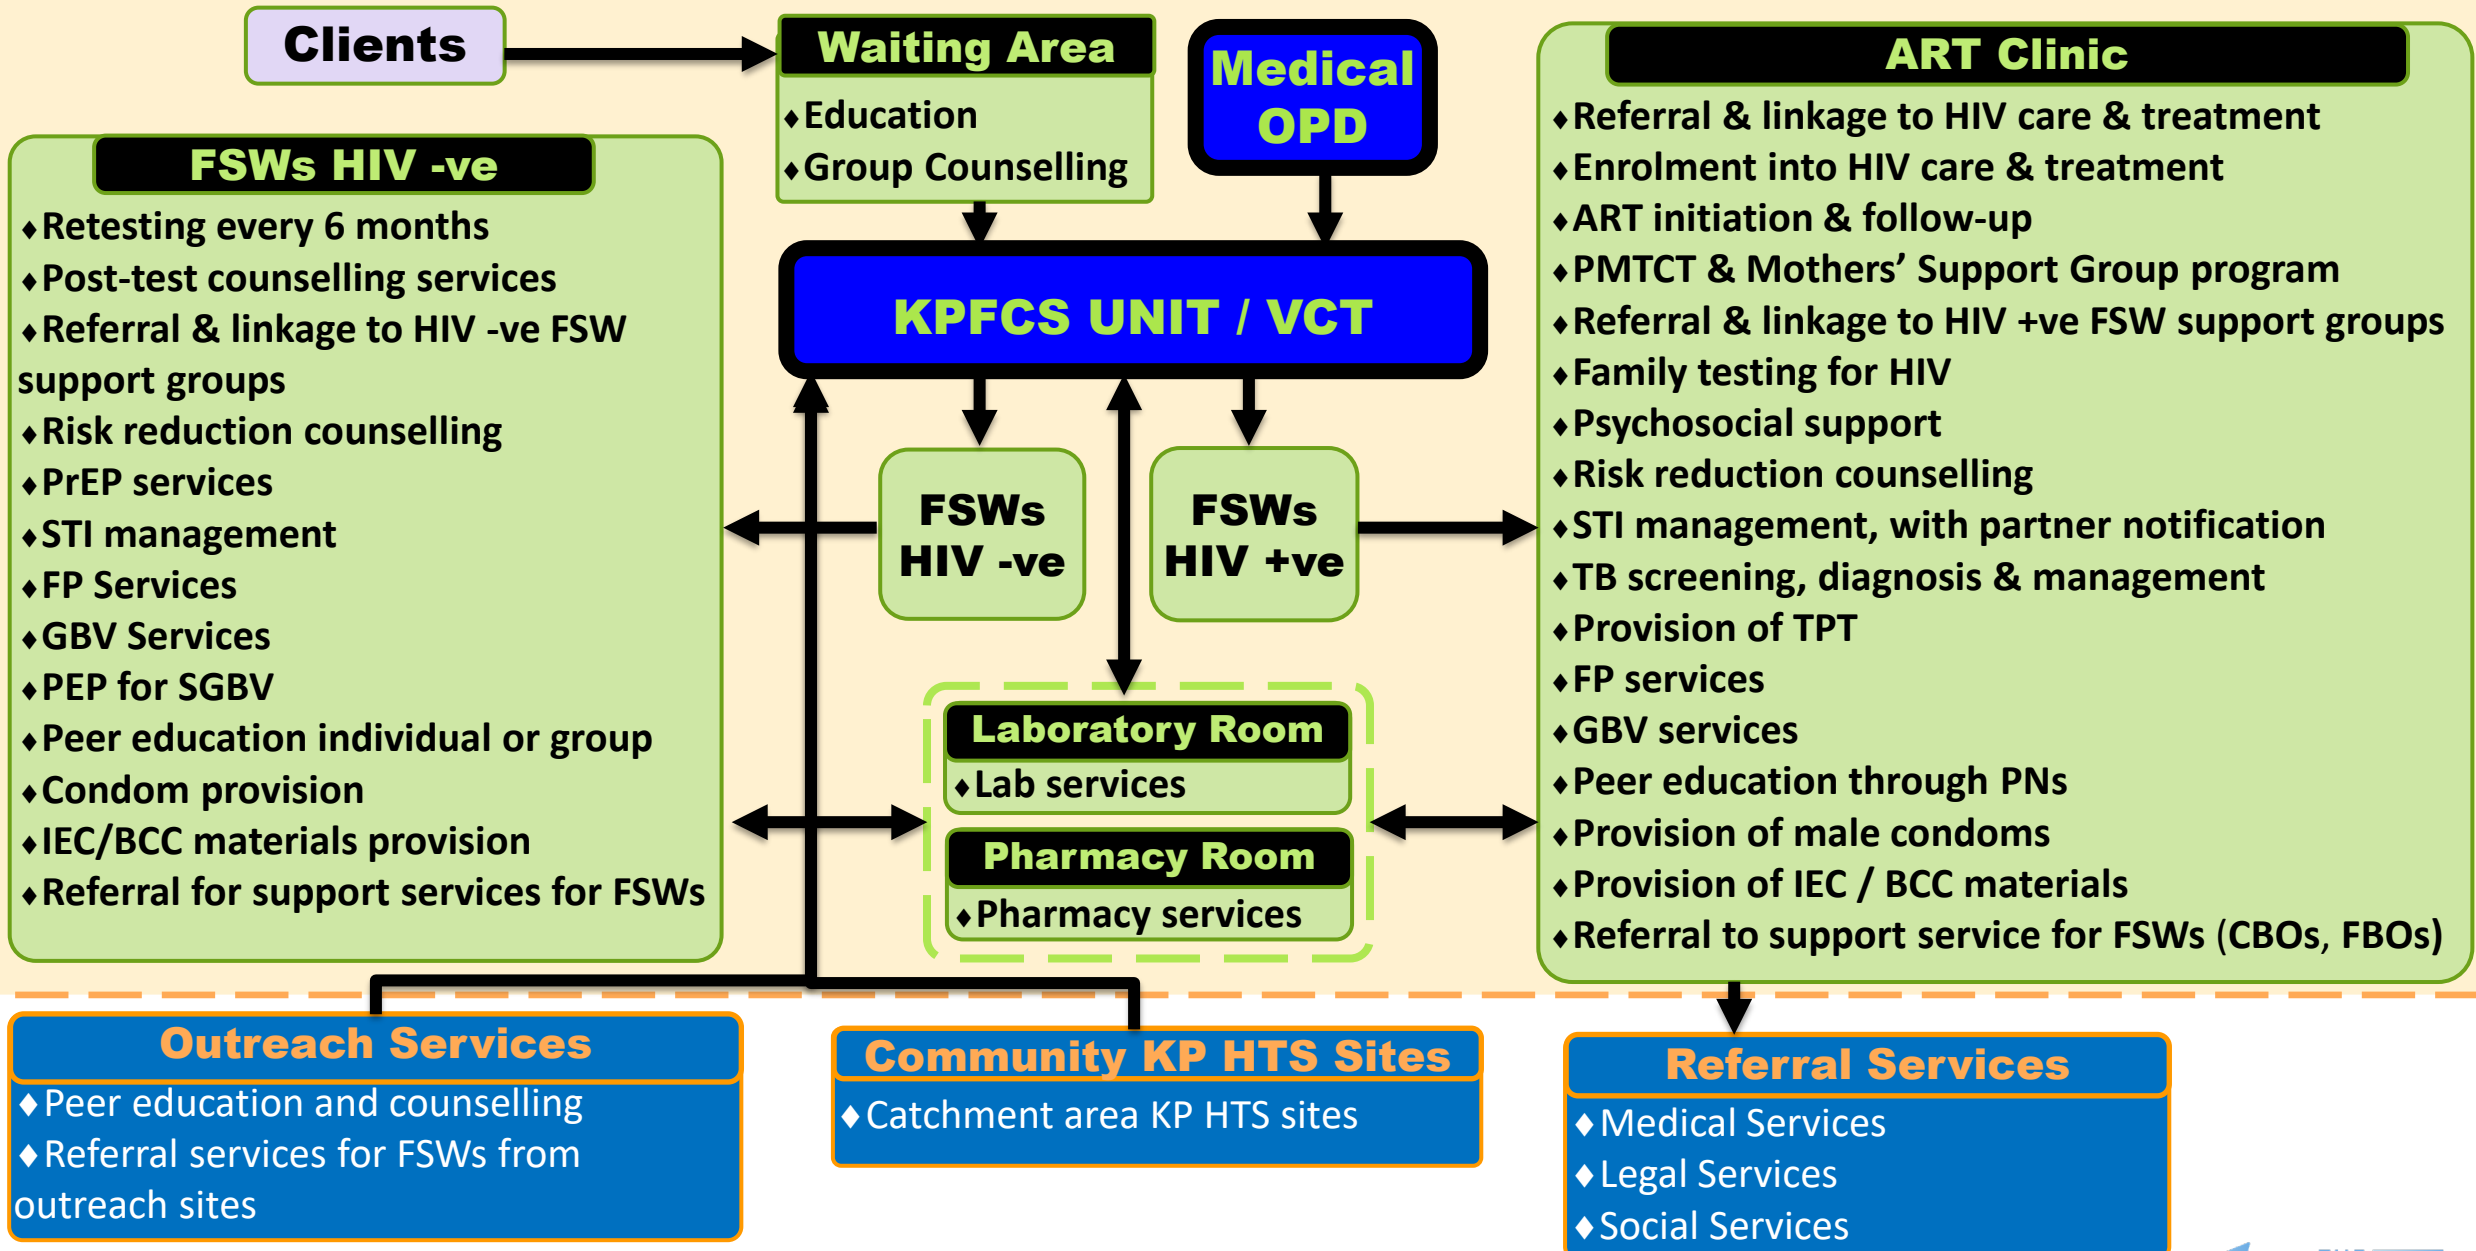 Clients
Waiting Area
♦Education
♦Group Counselling
Medical
OPD
ART Clinic
♦Referral & linkage to HIV care & treatment
♦Enrolment into HIV care & treatment
♦ART initiation & follow-up
♦PMTCT & Mothers’ Support Group program
♦Referral & linkage to HIV +ve FSW support groups
♦Family testing for HIV
♦Psychosocial support
♦Risk reduction counselling
♦STI management, with partner notification
♦TB screening, diagnosis & management
♦Provision of TPT
♦FP services
♦GBV services
♦Peer education through PNs
♦Provision of male condoms
♦Provision of IEC / BCC materials
♦Referral to support service for FSWs (CBOs, FBOs)
FSWs HIV -ve
♦Retesting every 6 months
♦Post-test counselling services
♦Referral & linkage to HIV -ve FSW
support groups
♦Risk reduction counselling
♦PrEP services
♦STI management
♦FP Services
♦GBV Services
♦PEP for SGBV
♦Peer education individual or group
♦Condom provision
♦IEC/BCC materials provision
♦Referral for support services for FSWs
KPFCS UNIT / VCT
FSWs
HIV -ve
FSWs
HIV +ve
Laboratory Room
♦Lab services
Pharmacy Room
♦Pharmacy services
Outreach Services
♦Peer education and counselling
♦Referral services for FSWs from
outreach sites
Community KP HTS Sites
♦Catchment area KP HTS sites
Referral Services
♦Medical Services
♦Legal Services
♦Social Services